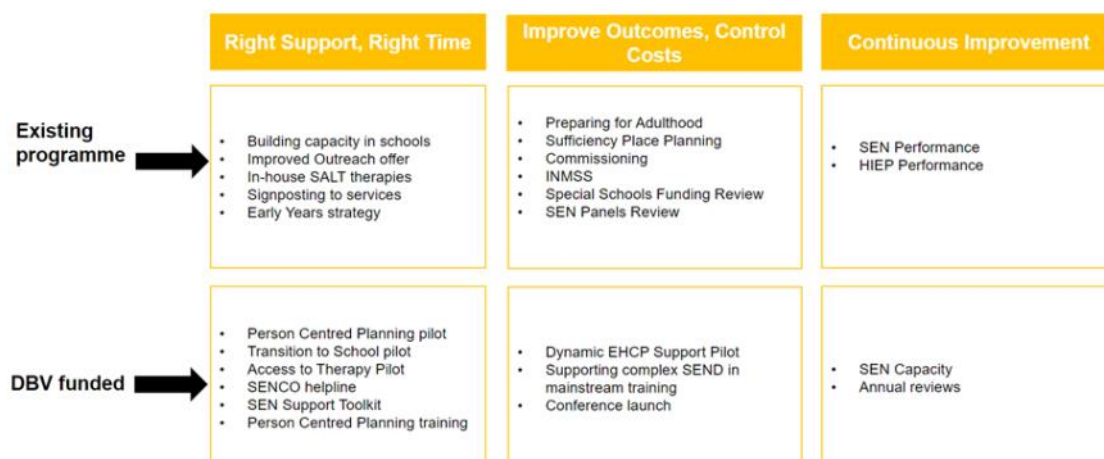 Right Support, Right Time
Improve Outcomes, Control
Costs
Continuous Improvement
Existing
programme
• Building capacity in schools
• Improved Outreach offer
• In-house SALT therapies
• Signposting to services
• Early Years strategy
• Preparing for Adulthood
• Sufficiency Place Planning
• Commissioning
• INMSS
• Special Schools Funding Review
• SEN Panels Review
• SEN Performance
• HIEP Performance
DBV funded
• Person Centred Planning pilot
• Transition to School pilot
• Access to Therapy Pilot
• SENCO helpline
• SEN Support Toolkit
• Person Centred Planning training
• Dynamic EHCP Support Pilot
• Supporting complex SEND in
mainstream training
• Conference launch
• SEN Capacity
• Annual reviews